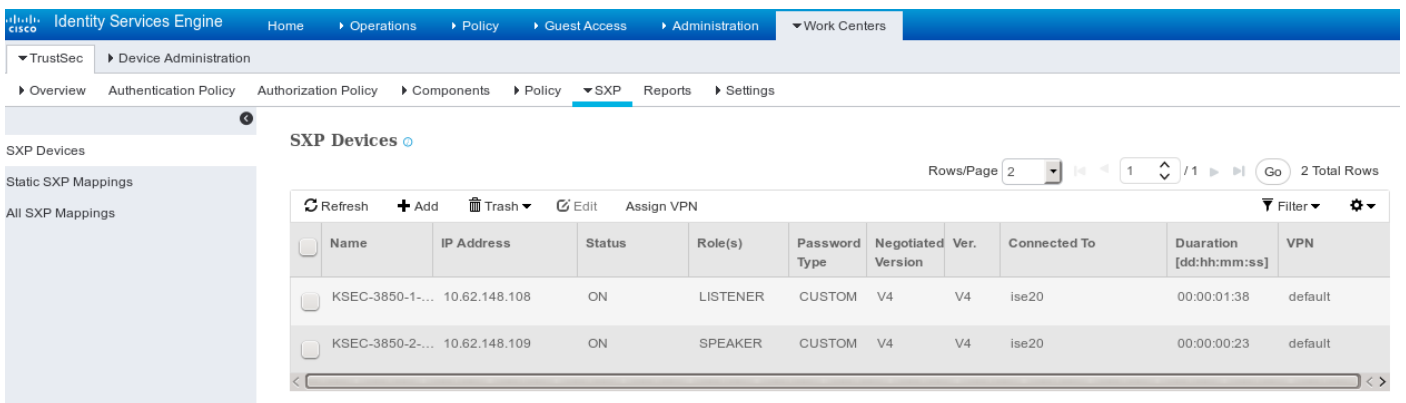 cisco Identity Services Engine Home Operations Policy Guest Access Administration Work Centers
TrustSec Device Administration
Overview Authentication Policy Authorization Policy Components Policy SXP Reports Settings
SXP Devices
Static SXP Mappings
All SXP Mappings
SXP Devices
Rows/Page 2 1 / 1 Go 2 Total Rows
Refresh Add Trash Edit Assign VPN Filter
Name IP Address Status Role(s) Password Negotiated Ver. Connected To Duaration VPN
Type Version [dd:hh:mm:ss]
KSEC-3850-1-... 10.62.148.108 ON LISTENER CUSTOM V4 V4 ise20 00:00:01:38 default
KSEC-3850-2-... 10.62.148.109 ON SPEAKER CUSTOM V4 V4 ise20 00:00:00:23 default